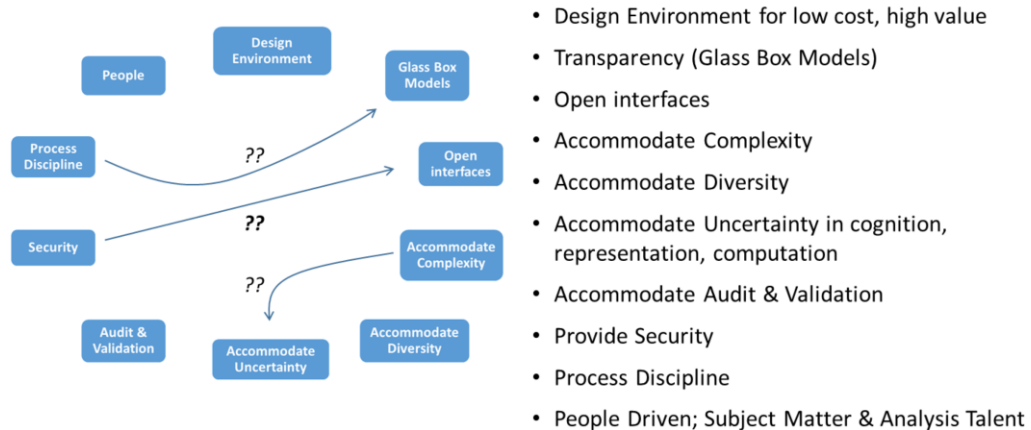 Design
Environment
People
Glass Box
Models
Process
Discipline
??
Open
interfaces
??
Security
Accommodate
Complexity
??
Audit &
Validation
Accommodate
Uncertainty
Accommodate
Diversity
• Design Environment for low cost, high value
• Transparency (Glass Box Models)
• Open interfaces
• Accommodate Complexity
• Accommodate Diversity
• Accommodate Uncertainty in cognition,
representation, computation
• Accommodate Audit & Validation
• Provide Security
• Process Discipline
• People Driven; Subject Matter & Analysis Talent